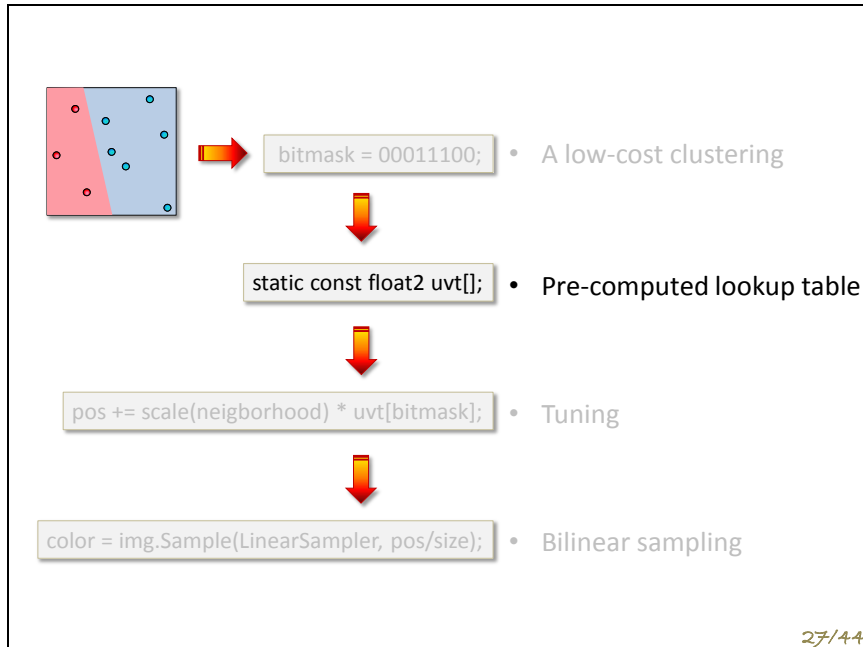 bitmask = 00011100;
• A low-cost clustering
static const float2 uvt[];
• Pre-computed lookup table
pos += scale(neigborhood) * uvt[bitmask];
• Tuning
color = img.Sample(LinearSampler, pos/size);
• Bilinear sampling
27/44